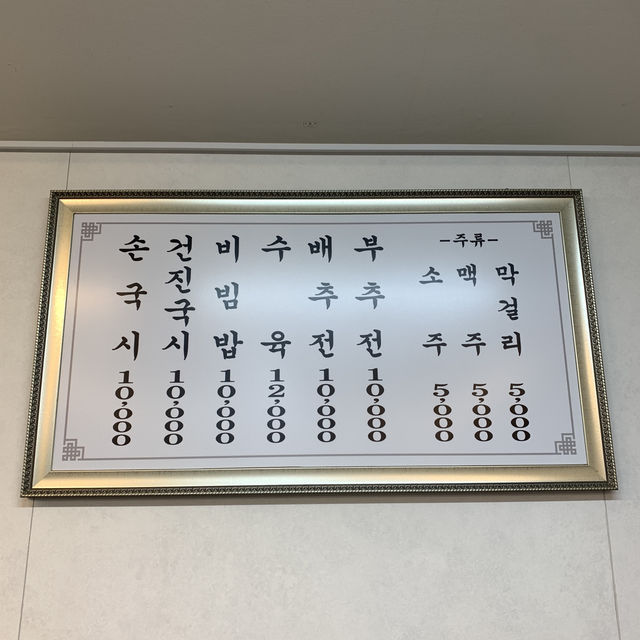 손국시 10,000
건진국시 10,000
비빔밥 10,000
수육 12,000
배추전 10,000
부추전 10,000
-주류-
소주 5,000
맥주 5,000
막걸리 5,000